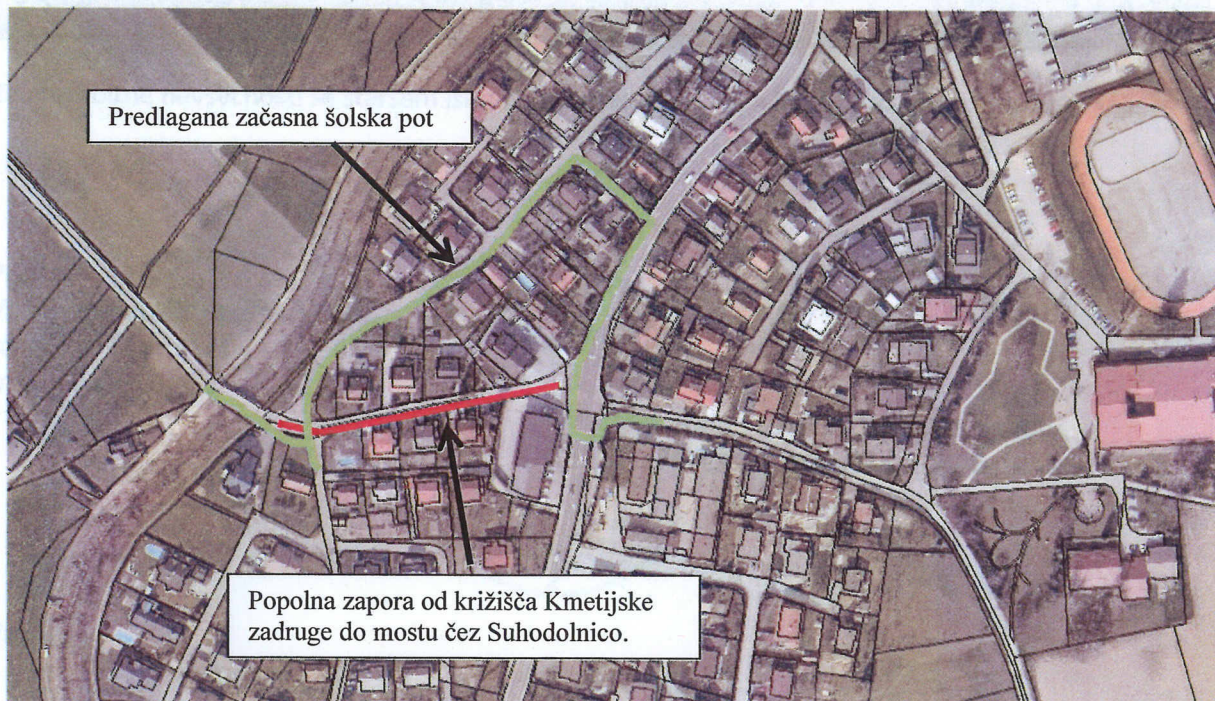 Predlagana začasna šolska pot
Popolna zapora od križišča Kmetijske
zadruge do mostu čez Suhodolnico.